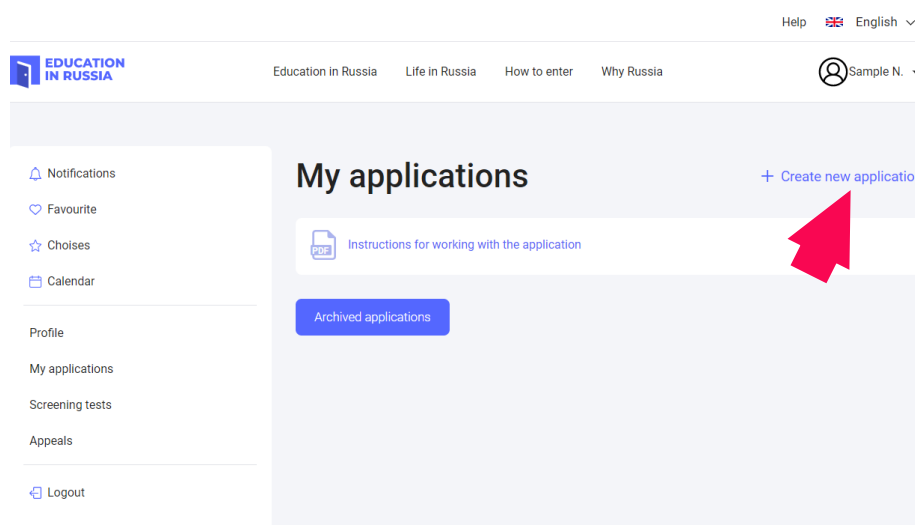 Help
English
EDUCATION
IN RUSSIA
Education in Russia
Life in Russia
How to enter
Why Russia
Sample N.
Notifications
Favourite
Choises
Calendar
Profile
My applications
Screening tests
Appeals
Logout
My applications
+ Create new applicatio
PDF
Instructions for working with the application
Archived applications